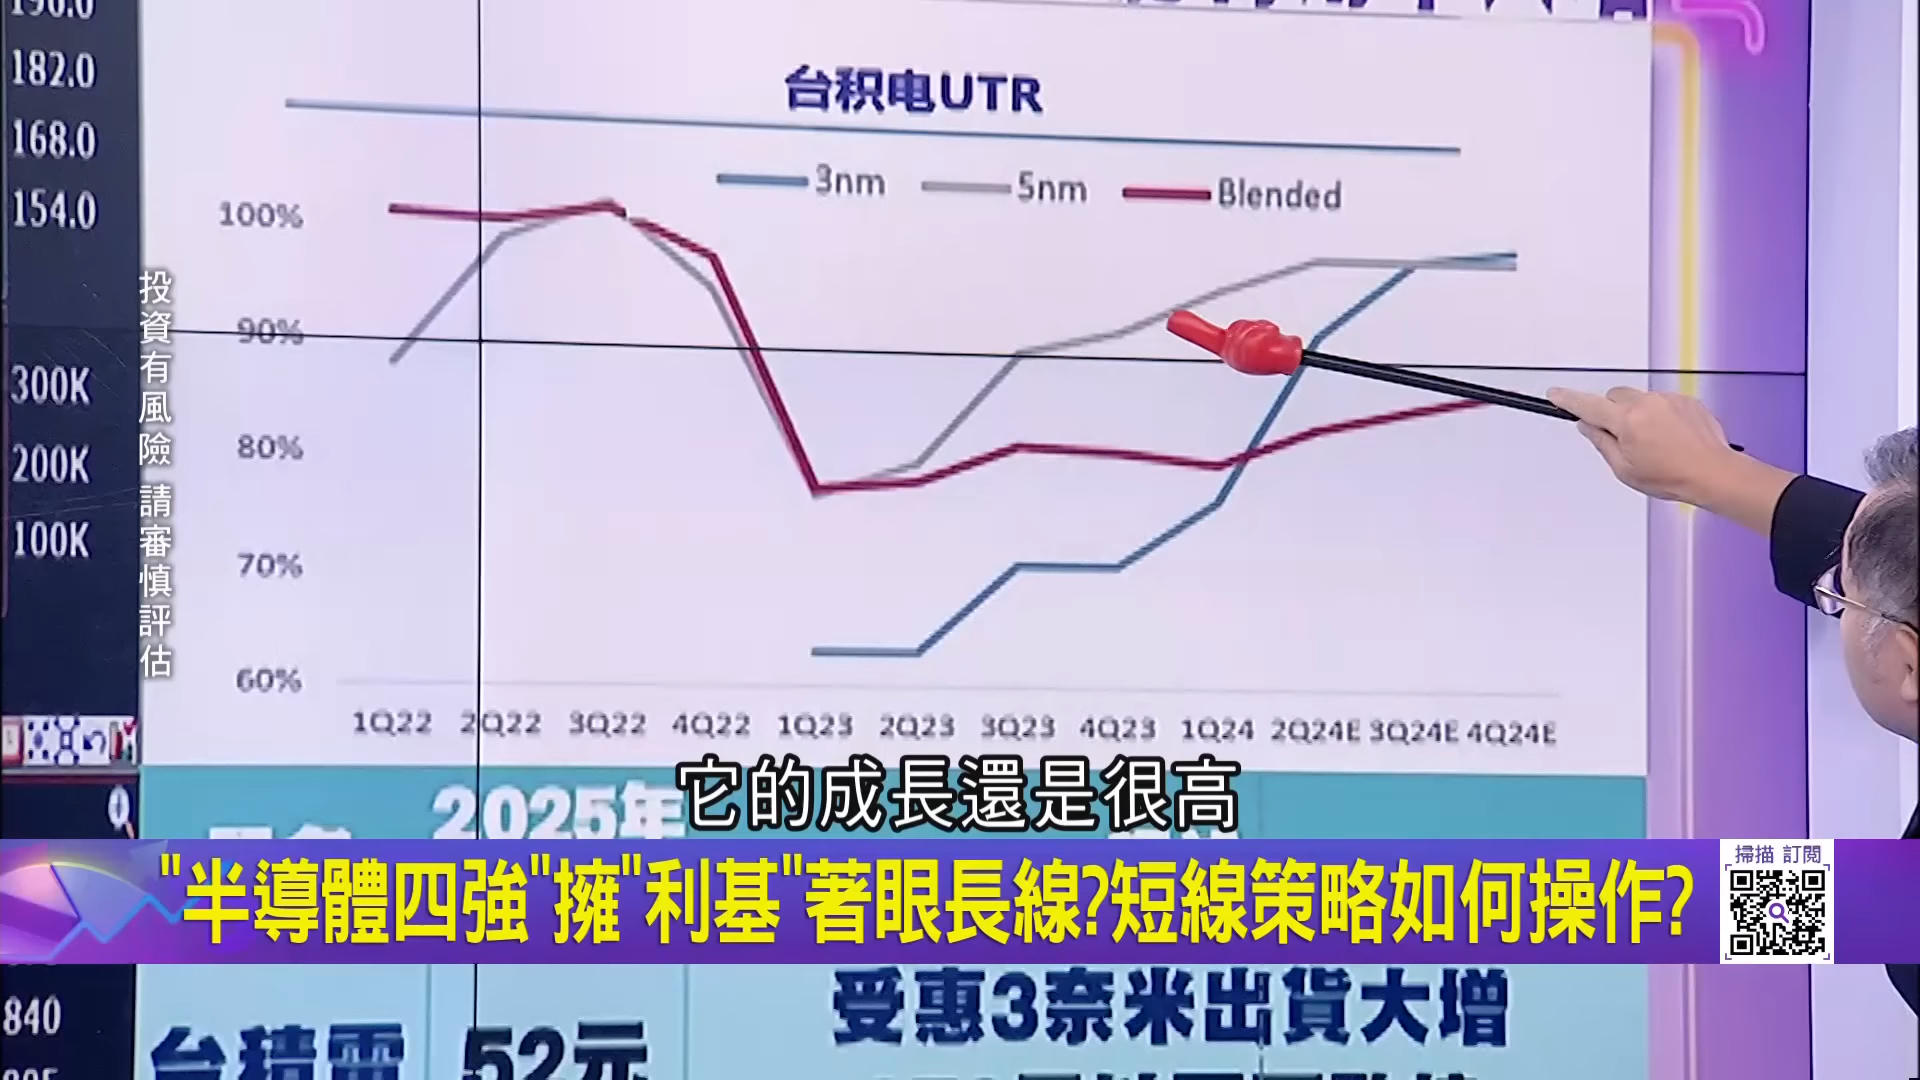 182.0
168.0
154.0
300K
200K
100K
840
投資有風險 請審慎評估
台积电UTR
3nm 5nm Blended
100%
90%
80%
70%
60%
1Q22 2Q22 3Q22 4Q22 1Q23 2Q23 3Q23 4Q23 1Q24 2Q24E 3Q24E 4Q24E
2025年
它的成長還是很高
"半導體四強"擁"利基"著眼長線?短線策略如何操作?
掃描 訂閱
受惠3奈米出貨大增
台積電 52元